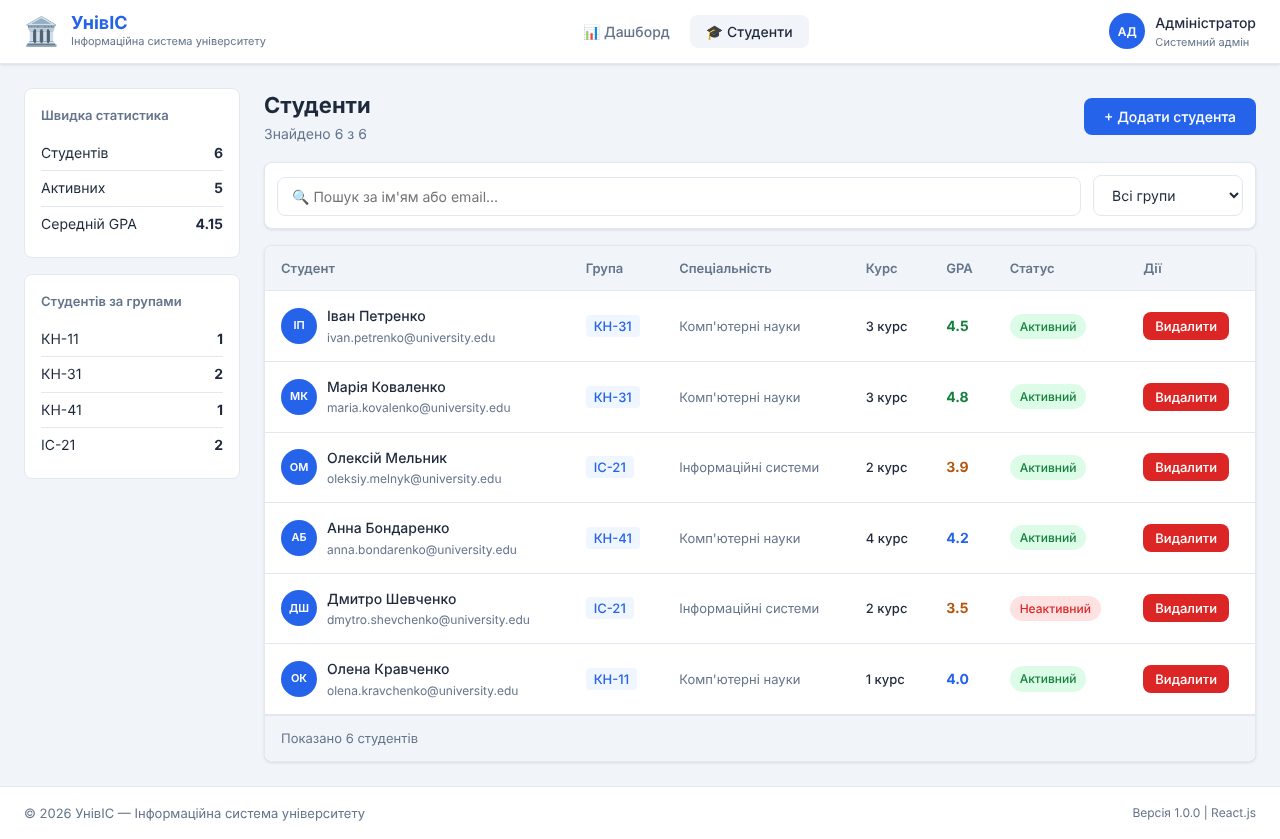 УнівІС
Інформаційна система університету
📊 Дашборд
🎓 Студенти
АД
Адміністратор
Системний адмін
Швидка статистика
Студентів 6
Активних 5
Середній GPA 4.15
Студентів за групами
КН-11 1
КН-31 2
КН-41 1
ІС-21 2
Студенти
Знайдено 6 з 6
+ Додати студента
🔍 Пошук за ім'ям або email...
Всі групи
Студент Група Спеціальність Курс GPA Статус Дії
ІП Іван Петренко КН-31 Комп'ютерні науки 3 курс 4.5 Активний Видалити
ivan.petrenko@university.edu
МК Марія Коваленко КН-31 Комп'ютерні науки 3 курс 4.8 Активний Видалити
maria.kovalenko@university.edu
ОМ Олексій Мельник ІС-21 Інформаційні системи 2 курс 3.9 Активний Видалити
oleksiy.melnyk@university.edu
АБ Анна Бондаренко КН-41 Комп'ютерні науки 4 курс 4.2 Активний Видалити
anna.bondarenko@university.edu
ДШ Дмитро Шевченко ІС-21 Інформаційні системи 2 курс 3.5 Неактивний Видалити
dmytro.shevchenko@university.edu
ОК Олена Кравченко КН-11 Комп'ютерні науки 1 курс 4.0 Активний Видалити
olena.kravchenko@university.edu
Показано 6 студентів
© 2026 УнівІС — Інформаційна система університету
Версія 1.0.0 | React.js